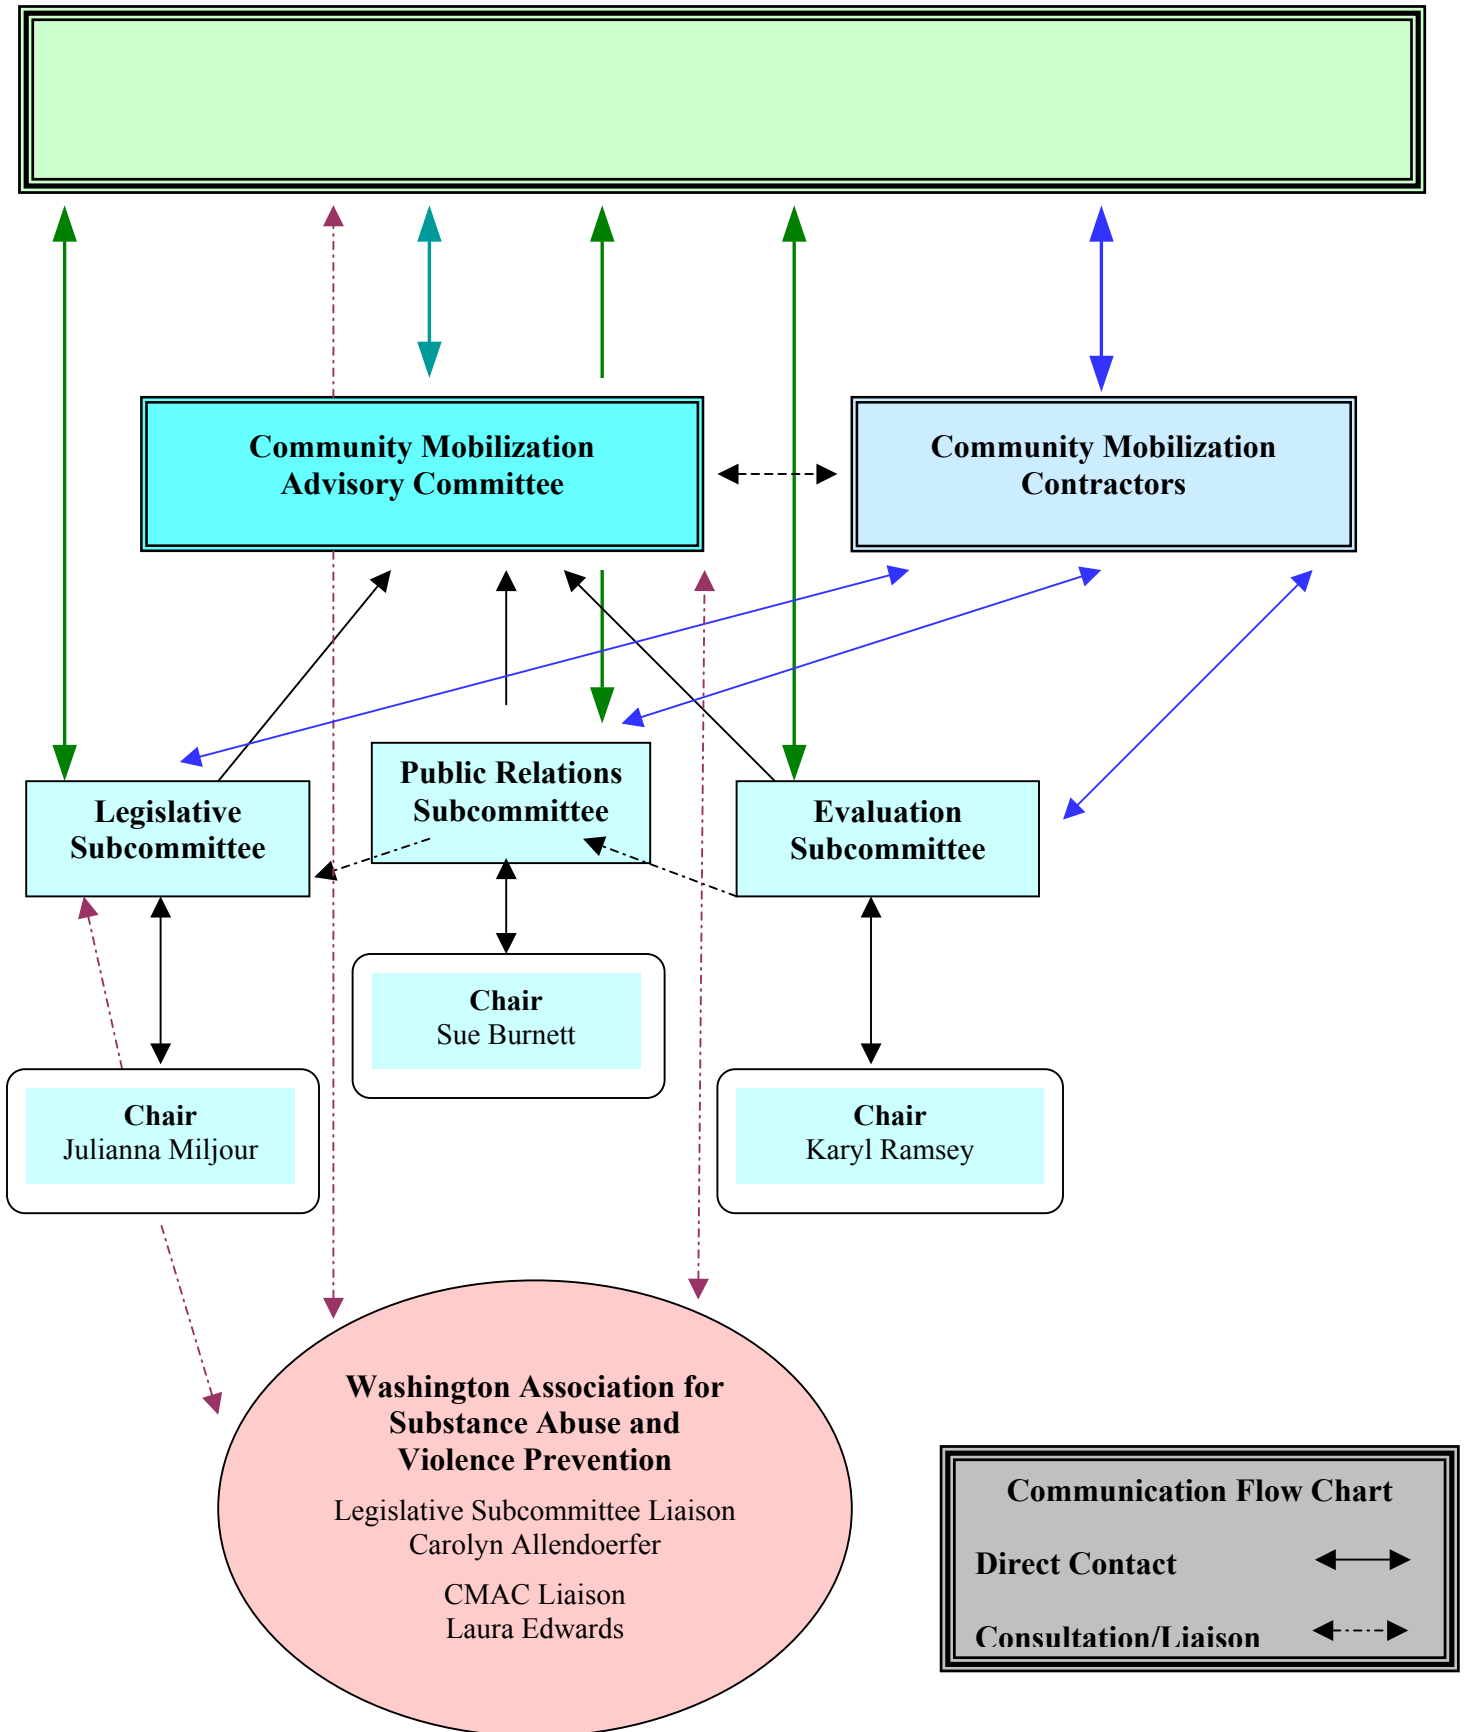 Community Mobilization
Advisory Committee
Community Mobilization
Contractors
Legislative
Subcommittee
Public Relations
Subcommittee
Evaluation
Subcommittee
Chair
Sue Burnett
Chair
Julianna Miljour
Chair
Karyl Ramsey
Washington Association for
Substance Abuse and
Violence Prevention
Legislative Subcommittee Liaison
Carolyn Allendoerfer
CMAC Liaison
Laura Edwards
Communication Flow Chart
Direct Contact
Consultation/Liaison